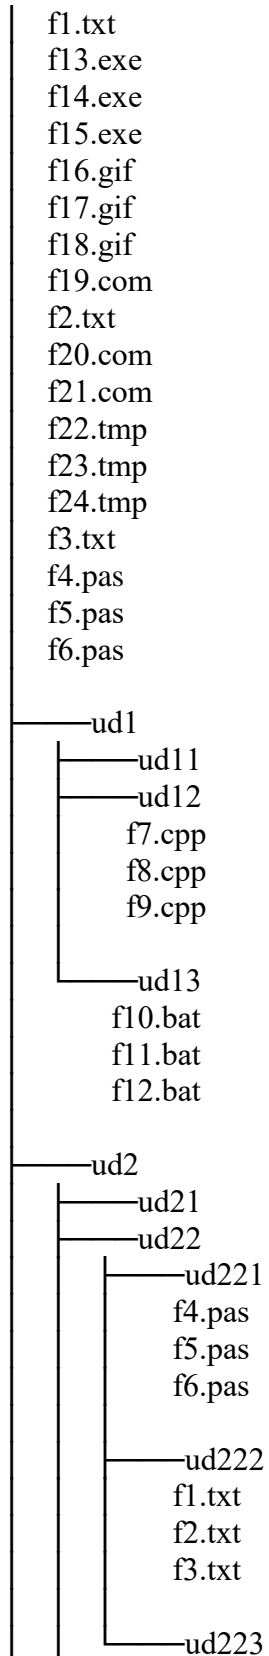 f1.txt
f13.exe
f14.exe
f15.exe
f16.gif
f17.gif
f18.gif
f19.com
f2.txt
f20.com
f21.com
f22.tmp
f23.tmp
f24.tmp
f3.txt
f4.pas
f5.pas
f6.pas
ud1
ud11
ud12
f7.cpp
f8.cpp
f9.cpp
ud13
f10.bat
f11.bat
f12.bat
ud2
ud21
ud22
ud221
f4.pas
f5.pas
f6.pas
ud222
f1.txt
f2.txt
f3.txt
ud223